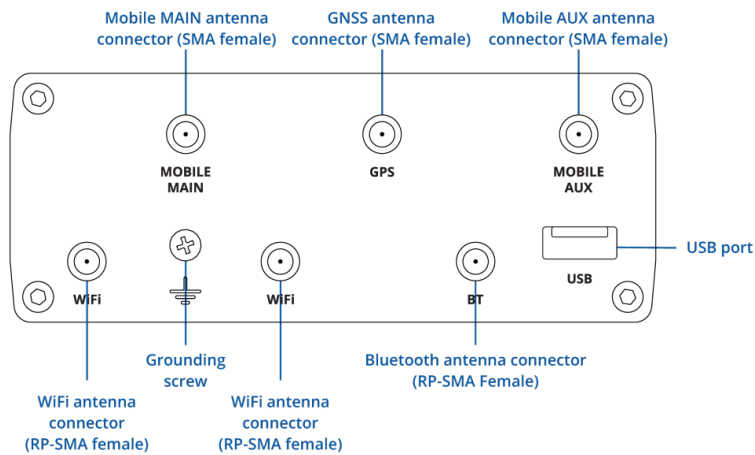 Mobile MAIN antenna
connector (SMA female)
GNSS antenna
connector (SMA female)
Mobile AUX antenna
connector (SMA female)
MOBILE
MAIN
GPS
MOBILE
AUX
USB port
USB
WiFi
WiFi
BT
Grounding
screw
Bluetooth antenna connector
(RP-SMA Female)
WiFi antenna
connector
(RP-SMA female)
WiFi antenna
connector
(RP-SMA female)